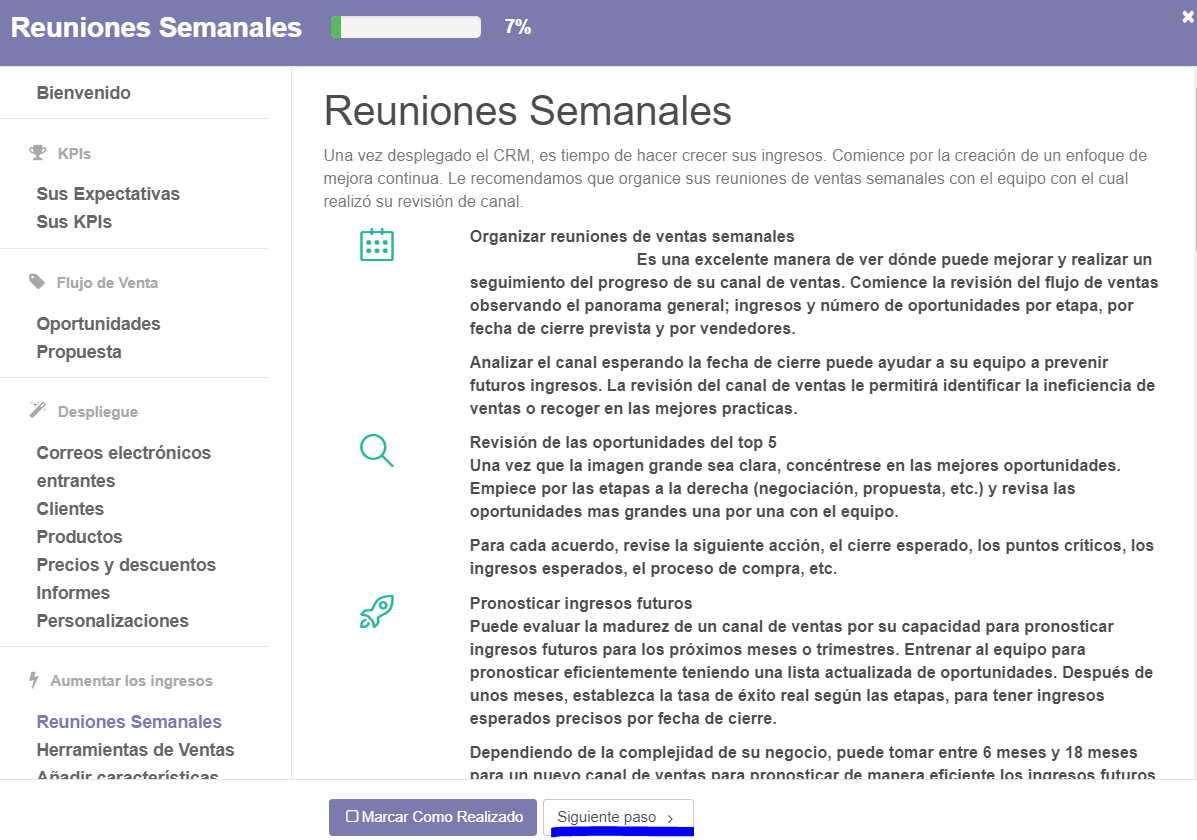 Reuniones Semanales 7%
Bienvenido
KPIs
Sus Expectativas
Sus KPIs
Flujo de Venta
Oportunidades
Propuesta
Despliegue
Correos electrónicos
entrantes
Clientes
Productos
Precios y descuentos
Informes
Personalizaciones
Aumentar los ingresos
Reuniones Semanales
Herramientas de Ventas
Añadir características
Reuniones Semanales
Una vez desplegado el CRM, es tiempo de hacer crecer sus ingresos. Comience por la creación de un enfoque de
mejora continua. Le recomendamos que organice sus reuniones de ventas semanales con el equipo con el cual
realizó su revisión de canal.
Organizar reuniones de ventas semanales
Es una excelente manera de ver dónde puede mejorar y realizar un
seguimiento del progreso de su canal de ventas. Comience la revisión del flujo de ventas
observando el panorama general; ingresos y número de oportunidades por etapa, por
fecha de cierre prevista y por vendedores.
Analizar el canal esperando la fecha de cierre puede ayudar a su equipo a prevenir
futuros ingresos. La revisión del canal de ventas le permitirá identificar la ineficiencia de
ventas o recoger en las mejores practicas.
Revisión de las oportunidades del top 5
Una vez que la imagen grande sea clara, concéntrese en las mejores oportunidades.
Empiece por las etapas a la derecha (negociación, propuesta, etc.) y revisa las
oportunidades mas grandes una por una con el equipo.
Para cada acuerdo, revise la siguiente acción, el cierre esperado, los puntos críticos, los
ingresos esperados, el proceso de compra, etc.
Pronosticar ingresos futuros
Puede evaluar la madurez de un canal de ventas por su capacidad para pronosticar
ingresos futuros para los próximos meses o trimestres. Entrenar al equipo para
pronosticar eficientemente teniendo una lista actualizada de oportunidades. Después de
unos meses, establezca la tasa de éxito real según las etapas, para tener ingresos
esperados precisos por fecha de cierre.
Dependiendo de la complejidad de su negocio, puede tomar entre 6 meses y 18 meses
para un nuevo canal de ventas para pronosticar de manera eficiente los ingresos futuros
Marcar Como Realizado
Siguiente paso